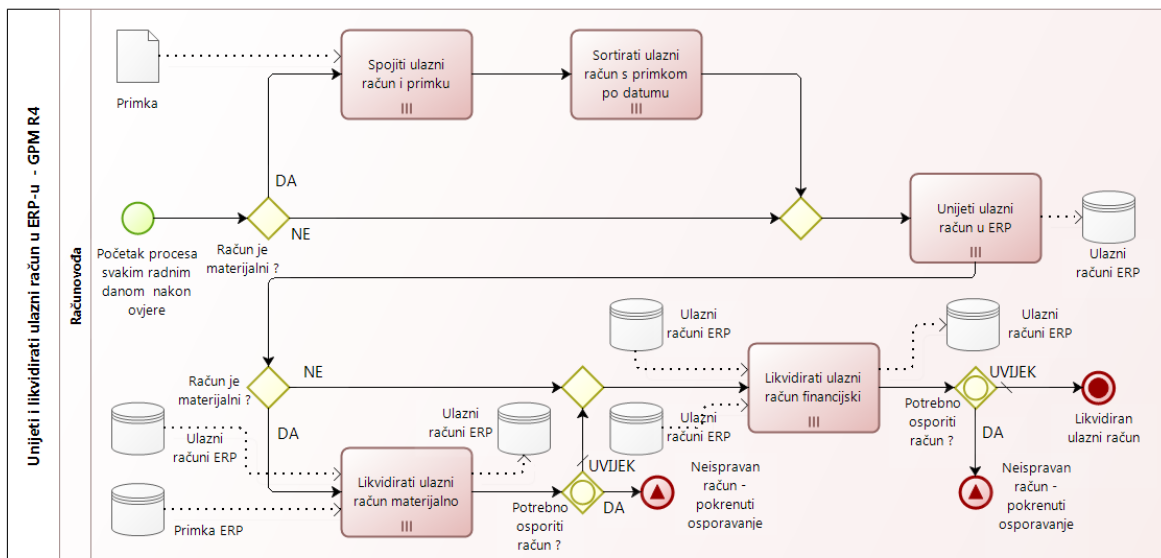 Unijeti i likvidirati ulazni račun u ERP-u - GPM R4
Računovođa
Primka
Spojiti ulazni
račun i primku
Sortirati ulazni
račun s primkom
po datumu
DA
NE
Početak procesa
svakim radnim
danom nakon
ovjere
Račun je
materijalni ?
Unijeti ulazni
račun u ERP
Ulazni
računi ERP
Račun je
materijalni ?
NE
DA
Ulazni
računi ERP
Primka ERP
Likvidirati ulazni
račun materijalno
Ulazni
računi ERP
Potrebno
osporiti
račun ?
UVIJEK
DA
Neispravan
račun -
pokrenuti
osporavanje
Ulazni
računi ERP
Ulazni
računi ERP
Likvidirati ulazni
račun financijski
Ulazni
računi ERP
Potrebno
osporiti
račun ?
UVIJEK
DA
Likvidiran
ulazni račun
Neispravan
račun -
pokrenuti
osporavanje